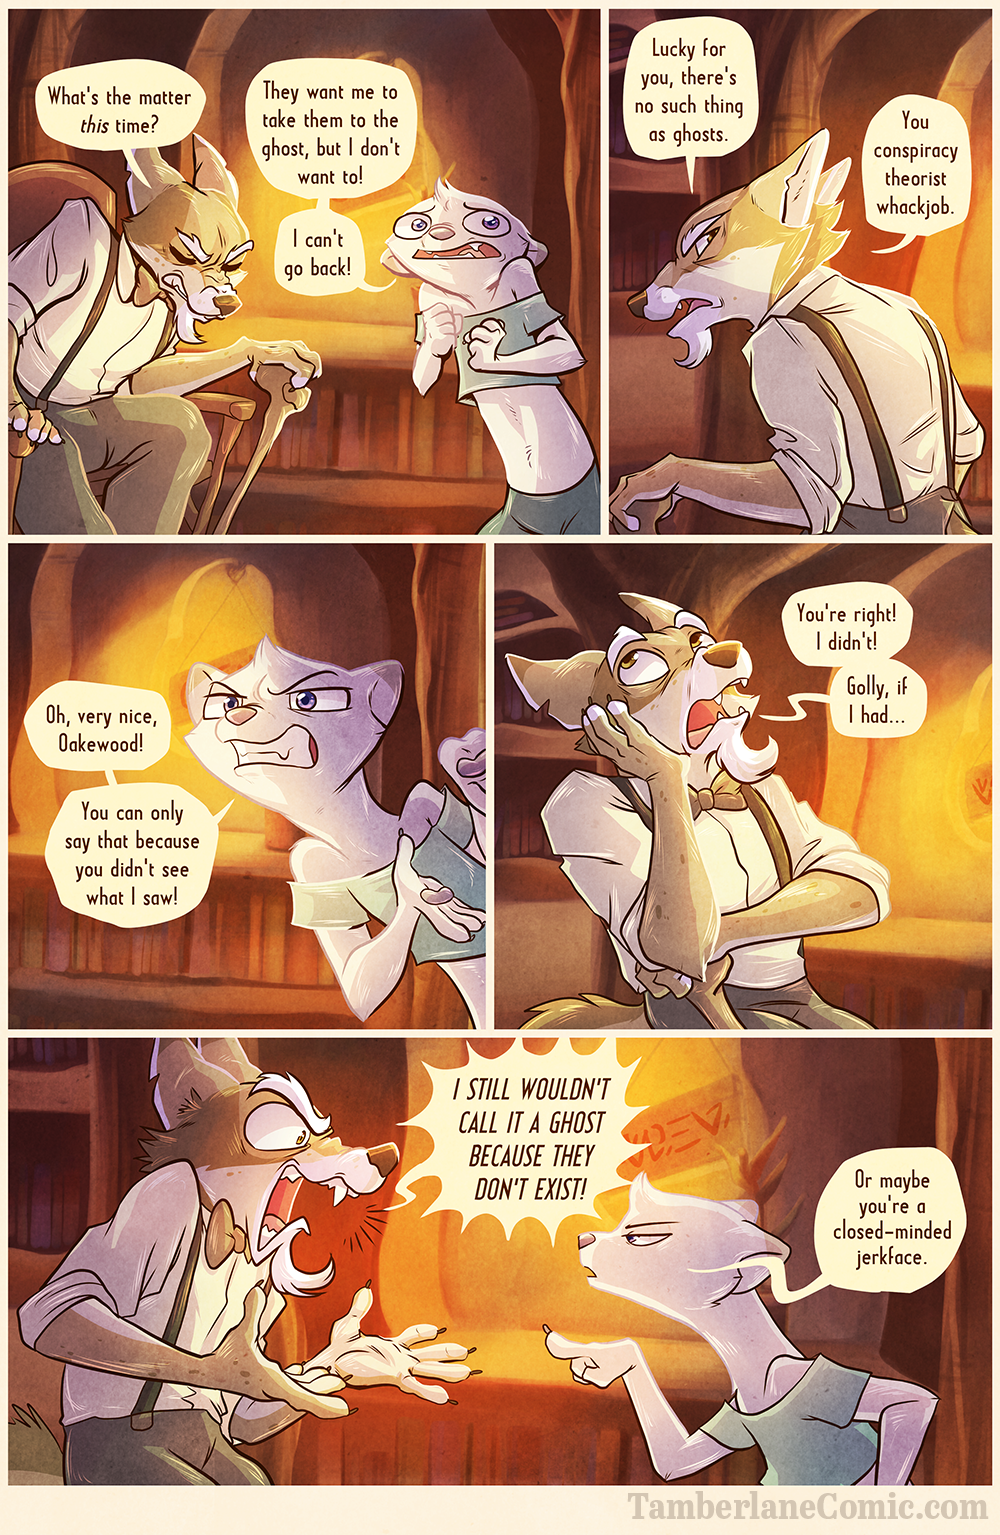 What's the matter
this time?
They want me to
take them to the
ghost, but I don't
want to!
I can't
go back!
Lucky for
you, there's
no such thing
as ghosts.
You
conspiracy
theorist
whackjob.
Oh, very nice,
Oakewood!
You can only
say that because
you didn't see
what I saw!
You're right!
I didn't!
Golly, if
I had...
I STILL WOULDN'T
CALL IT A GHOST
BECAUSE THEY
DON'T EXIST!
Or maybe
you're a
closed-minded
jerkface.
TamberlaneComic.com